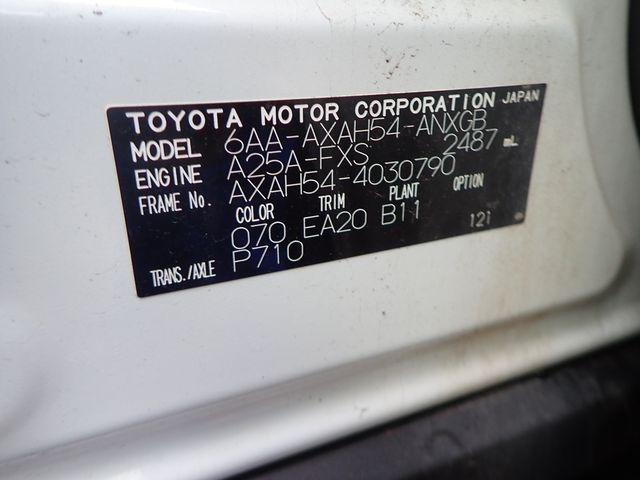 TOYOTA MOTOR CORPORATION JAPAN
MODEL 6AA-AXAH54-ANXGB
ENGINE A25A-FXS 2487 mL
FRAME No. AXAH54-4030790
COLOR TRIM PLANT OPTION
070 EA20 B11 121
TRANS./AXLE P710